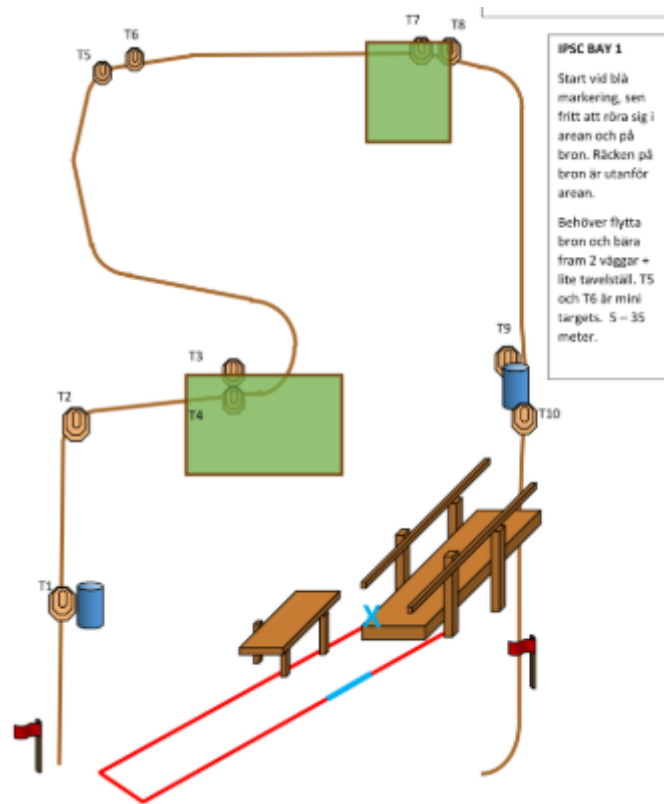 T7
T8
T6
T5
IPSC BAY 1
Start vid blå
markering, sen
fritt att röra sig i
arean och på
bron. Räcken på
bron är utanför
arean.
Behöver flytta
bron och bära
fram 2 väggar +
lite tavelställ. T5
och T6 är mini
targets. 5 – 35
meter.
T9
T3
T2
T4
T10
T1
X